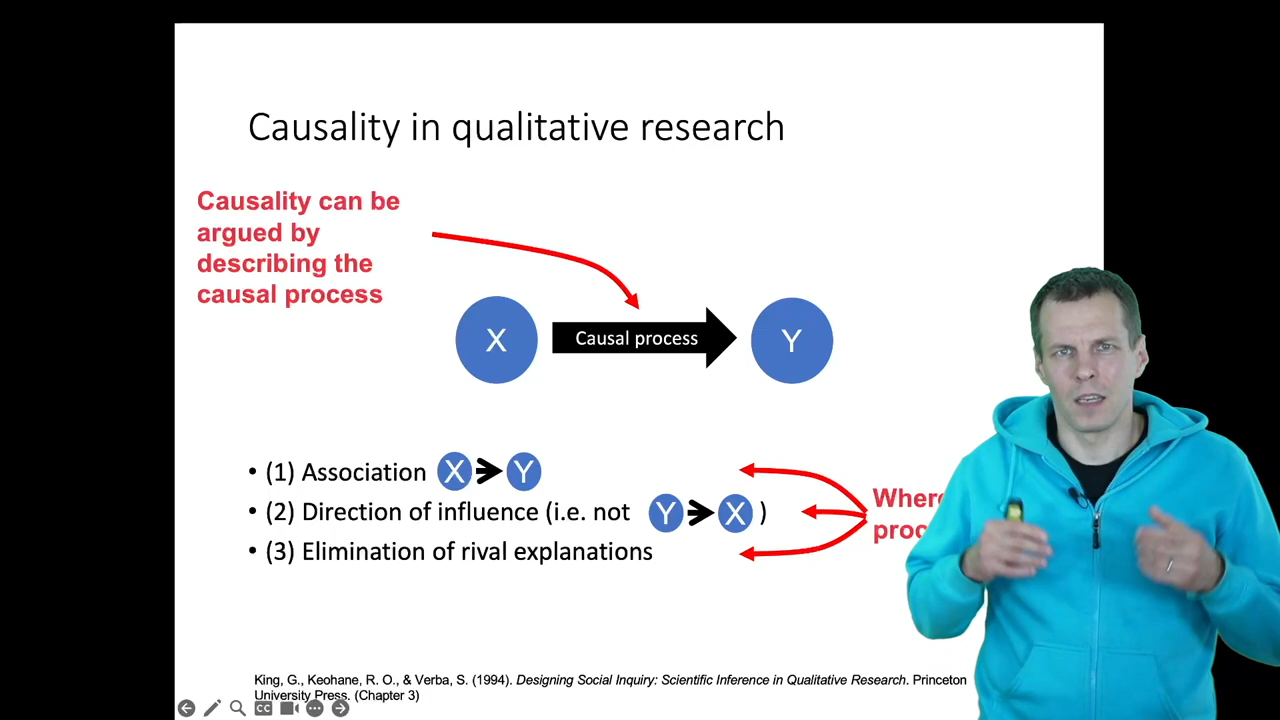 Causality in qualitative research
Causality can be
argued by
describing the
causal process
X
Causal process
Y
• (1) Association X Y
• (2) Direction of influence (i.e. not Y X )
• (3) Elimination of rival explanations
King, G., Keohane, R. O., & Verba, S. (1994). Designing Social Inquiry: Scientific Inference in Qualitative Research. Princeton
University Press. (Chapter 3)
CC